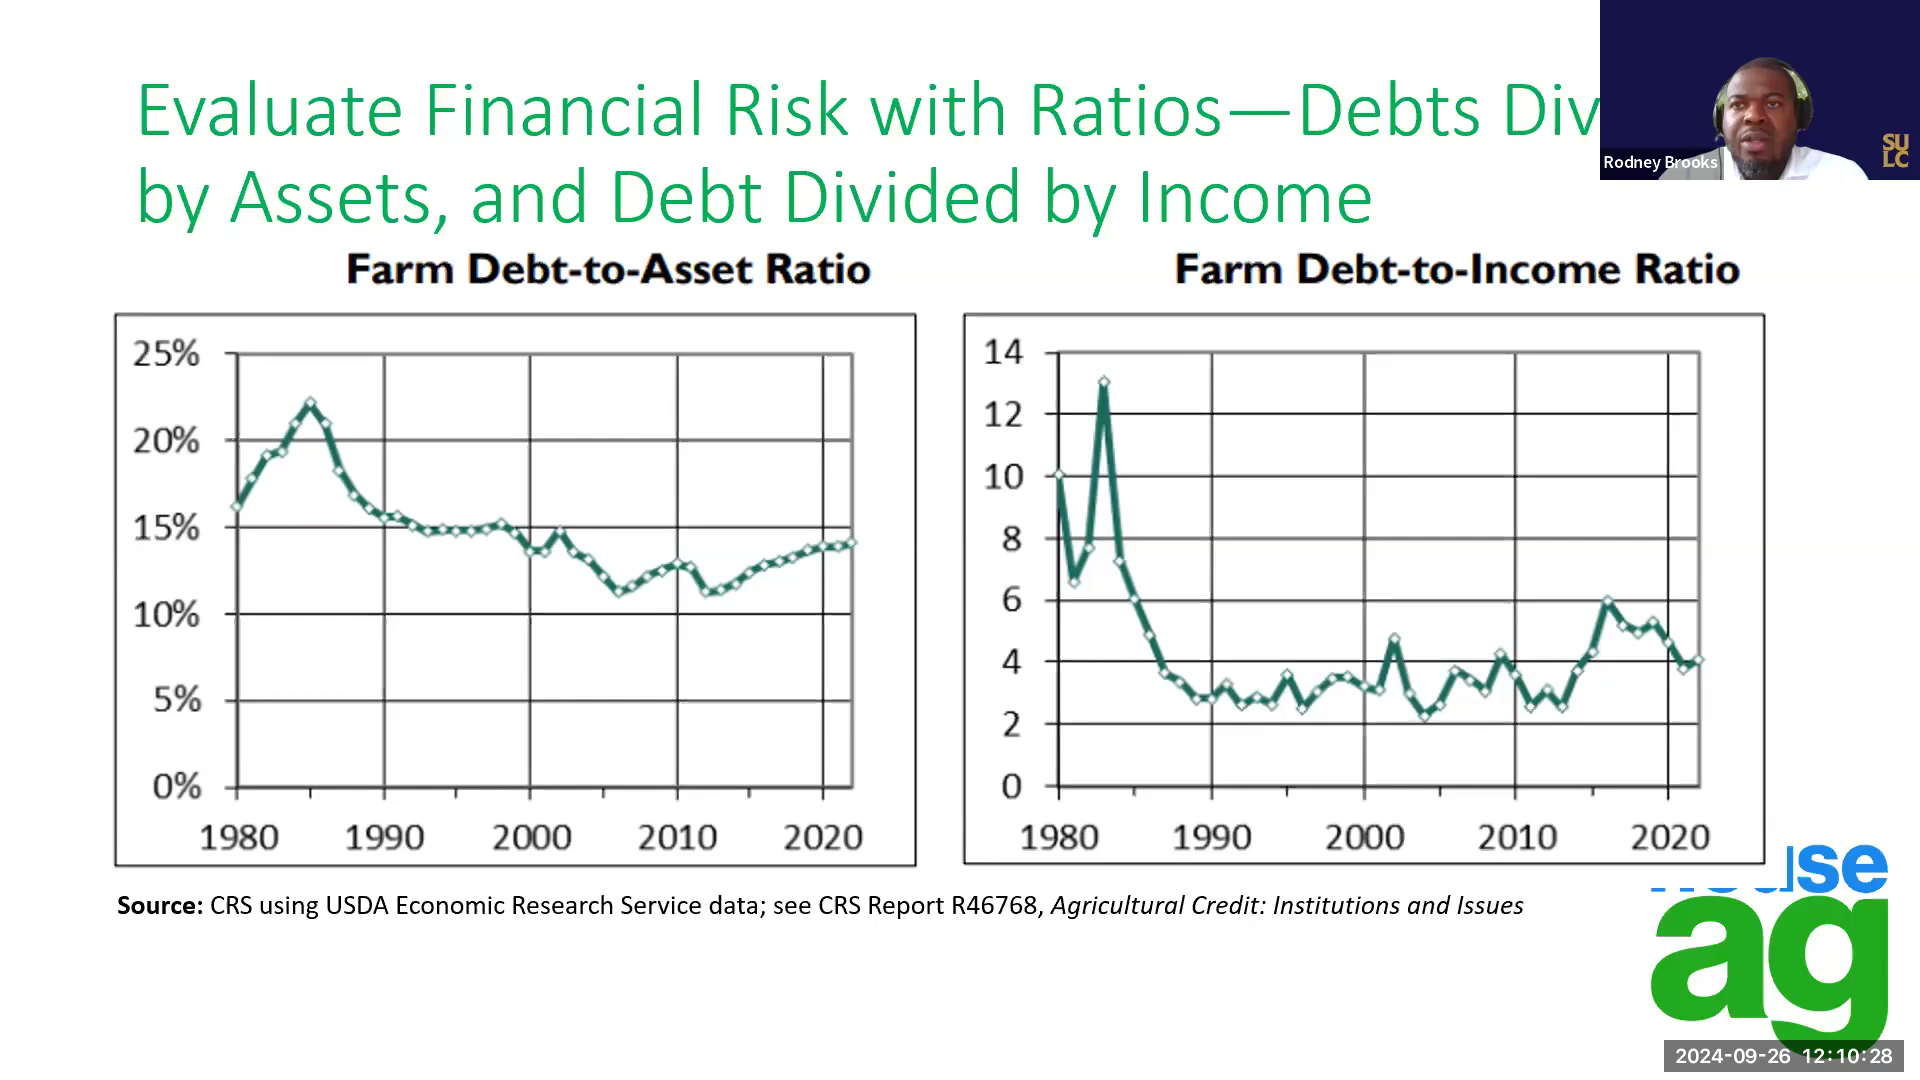 Evaluate Financial Risk with Ratios—Debts Div
by Assets, and Debt Divided by Income
Rodney Brooks
SU
LC
Farm Debt-to-Asset Ratio
25%
20%
15%
10%
5%
0%
1980 1990 2000 2010 2020
Farm Debt-to-Income Ratio
14
12
10
8
6
4
2
0
1980 1990 2000 2010 2020
Source: CRS using USDA Economic Research Service data; see CRS Report R46768, Agricultural Credit: Institutions and Issues
ag
2024-09-26 12:10:28